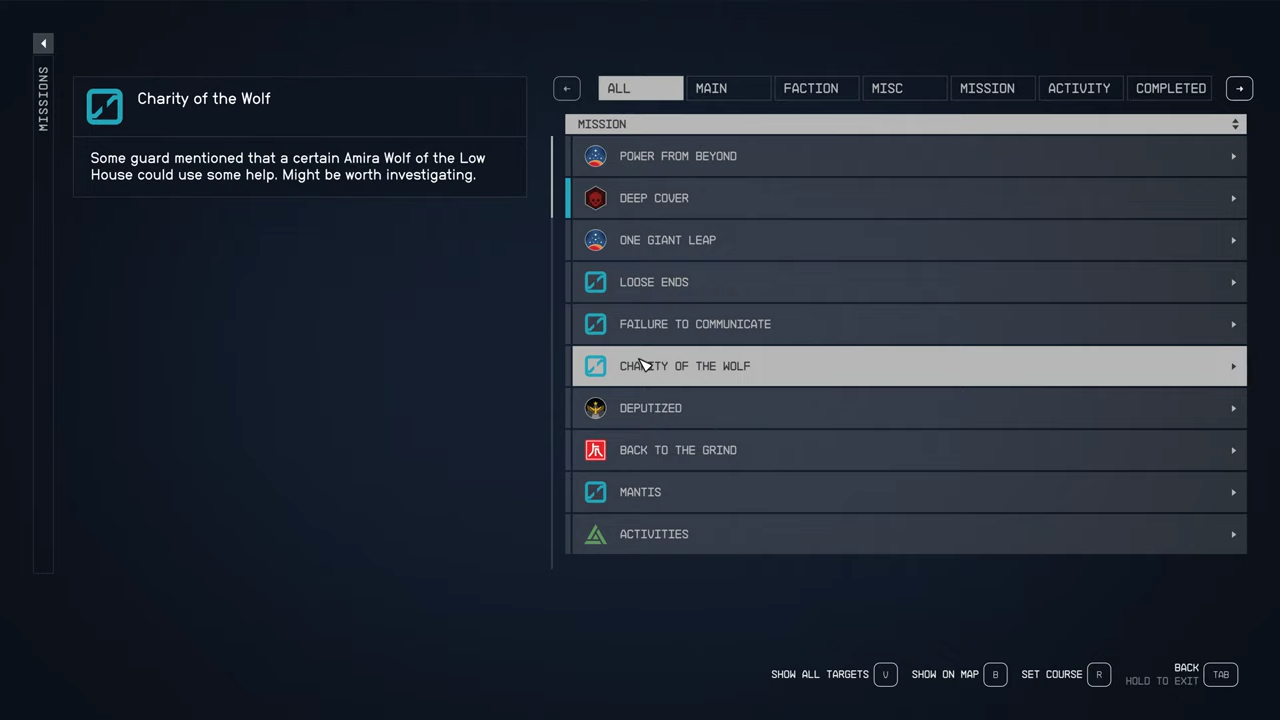 MISSIONS
Charity of the Wolf
Some guard mentioned that a certain Amira Wolf of the Low
House could use some help. Might be worth investigating.
ALL MAIN FACTION MISC MISSION ACTIVITY COMPLETED
MISSION
POWER FROM BEYOND
DEEP COVER
ONE GIANT LEAP
LOOSE ENDS
FAILURE TO COMMUNICATE
CHARITY OF THE WOLF
DEPUTIZED
BACK TO THE GRIND
MANTIS
ACTIVITIES
SHOW ALL TARGETS V SHOW ON MAP B SET COURSE R BACK TAB
HOLD TO EXIT